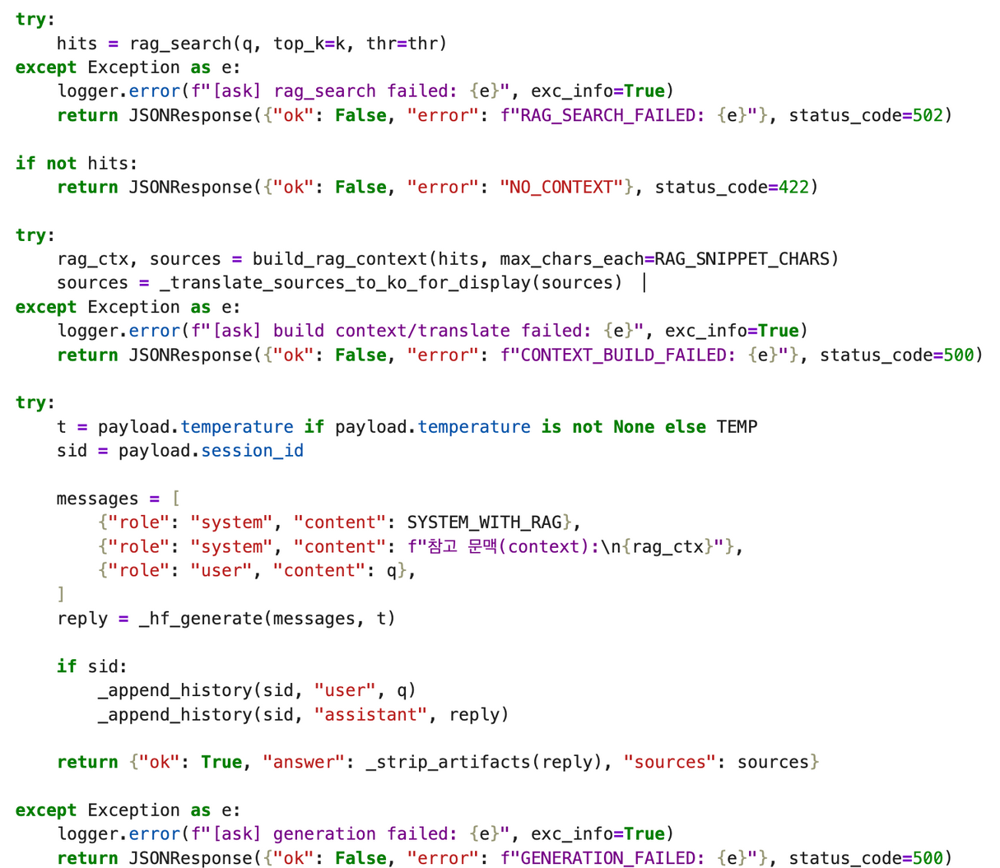 try:
    hits = rag_search(q, top_k=k, thr=thr)
except Exception as e:
    logger.error(f"[ask] rag_search failed: {e}", exc_info=True)
    return JSONResponse({"ok": False, "error": f"RAG_SEARCH_FAILED: {e}"}, status_code=502)

if not hits:
    return JSONResponse({"ok": False, "error": "NO_CONTEXT"}, status_code=422)

try:
    rag_ctx, sources = build_rag_context(hits, max_chars_each=RAG_SNIPPET_CHARS)
    sources = _translate_sources_to_ko_for_display(sources)
except Exception as e:
    logger.error(f"[ask] build context/translate failed: {e}", exc_info=True)
    return JSONResponse({"ok": False, "error": f"CONTEXT_BUILD_FAILED: {e}"}, status_code=500)

try:
    t = payload.temperature if payload.temperature is not None else TEMP
    sid = payload.session_id

    messages = [
        {"role": "system", "content": SYSTEM_WITH_RAG},
        {"role": "system", "content": f"참고 문맥(context):\n{rag_ctx}"},
        {"role": "user", "content": q},
    ]
    reply = _hf_generate(messages, t)

    if sid:
        _append_history(sid, "user", q)
        _append_history(sid, "assistant", reply)

    return {"ok": True, "answer": _strip_artifacts(reply), "sources": sources}

except Exception as e:
    logger.error(f"[ask] generation failed: {e}", exc_info=True)
    return JSONResponse({"ok": False, "error": f"GENERATION_FAILED: {e}"}, status_code=500)